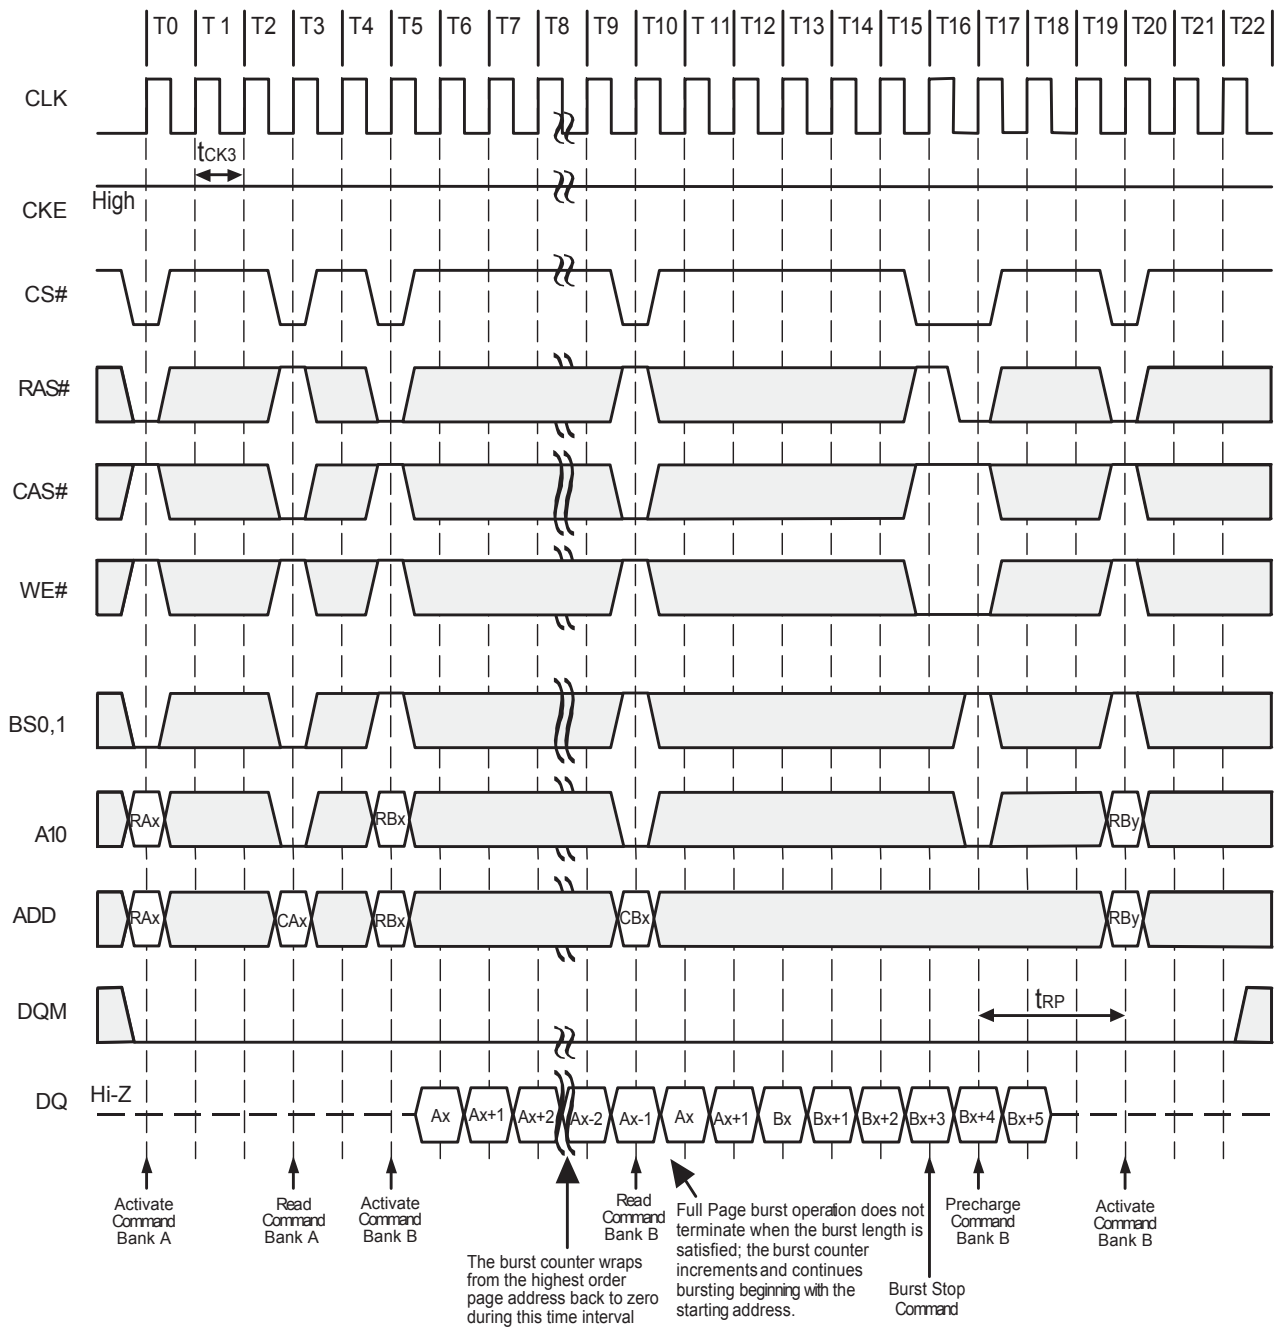 T0 T 1 T2 T3 T4 T5 T6 T7 T8 T9 T10 T 11 T12 T13 T14 T15 T16 T17 T18 T19 T20 T21 T22
CLK
tCK3
High
CKE
CS#
RAS#
CAS#
WE#
BS0,1
A10
RAx RBx RBy
ADD
RAx CAx RBx CBx RBy
DQM
tRP
DQ
Hi-Z
Ax Ax+1 Ax+2 Ax-2 Ax-1 Ax Ax+1 Bx Bx+1 Bx+2 Bx+3 Bx+4 Bx+5
Activate
Command
Bank A
Read
Command
Bank A
Activate
Command
Bank B
The burst counter wraps
from the highest order
page address back to zero
during this time interval
Read
Command
Bank B
Full Page burst operation does not
terminate when the burst length is
satisfied; the burst counter
increments and continues
bursting beginning with the
starting address.
Burst Stop
Command
Precharge
Command
Bank B
Activate
Command
Bank B